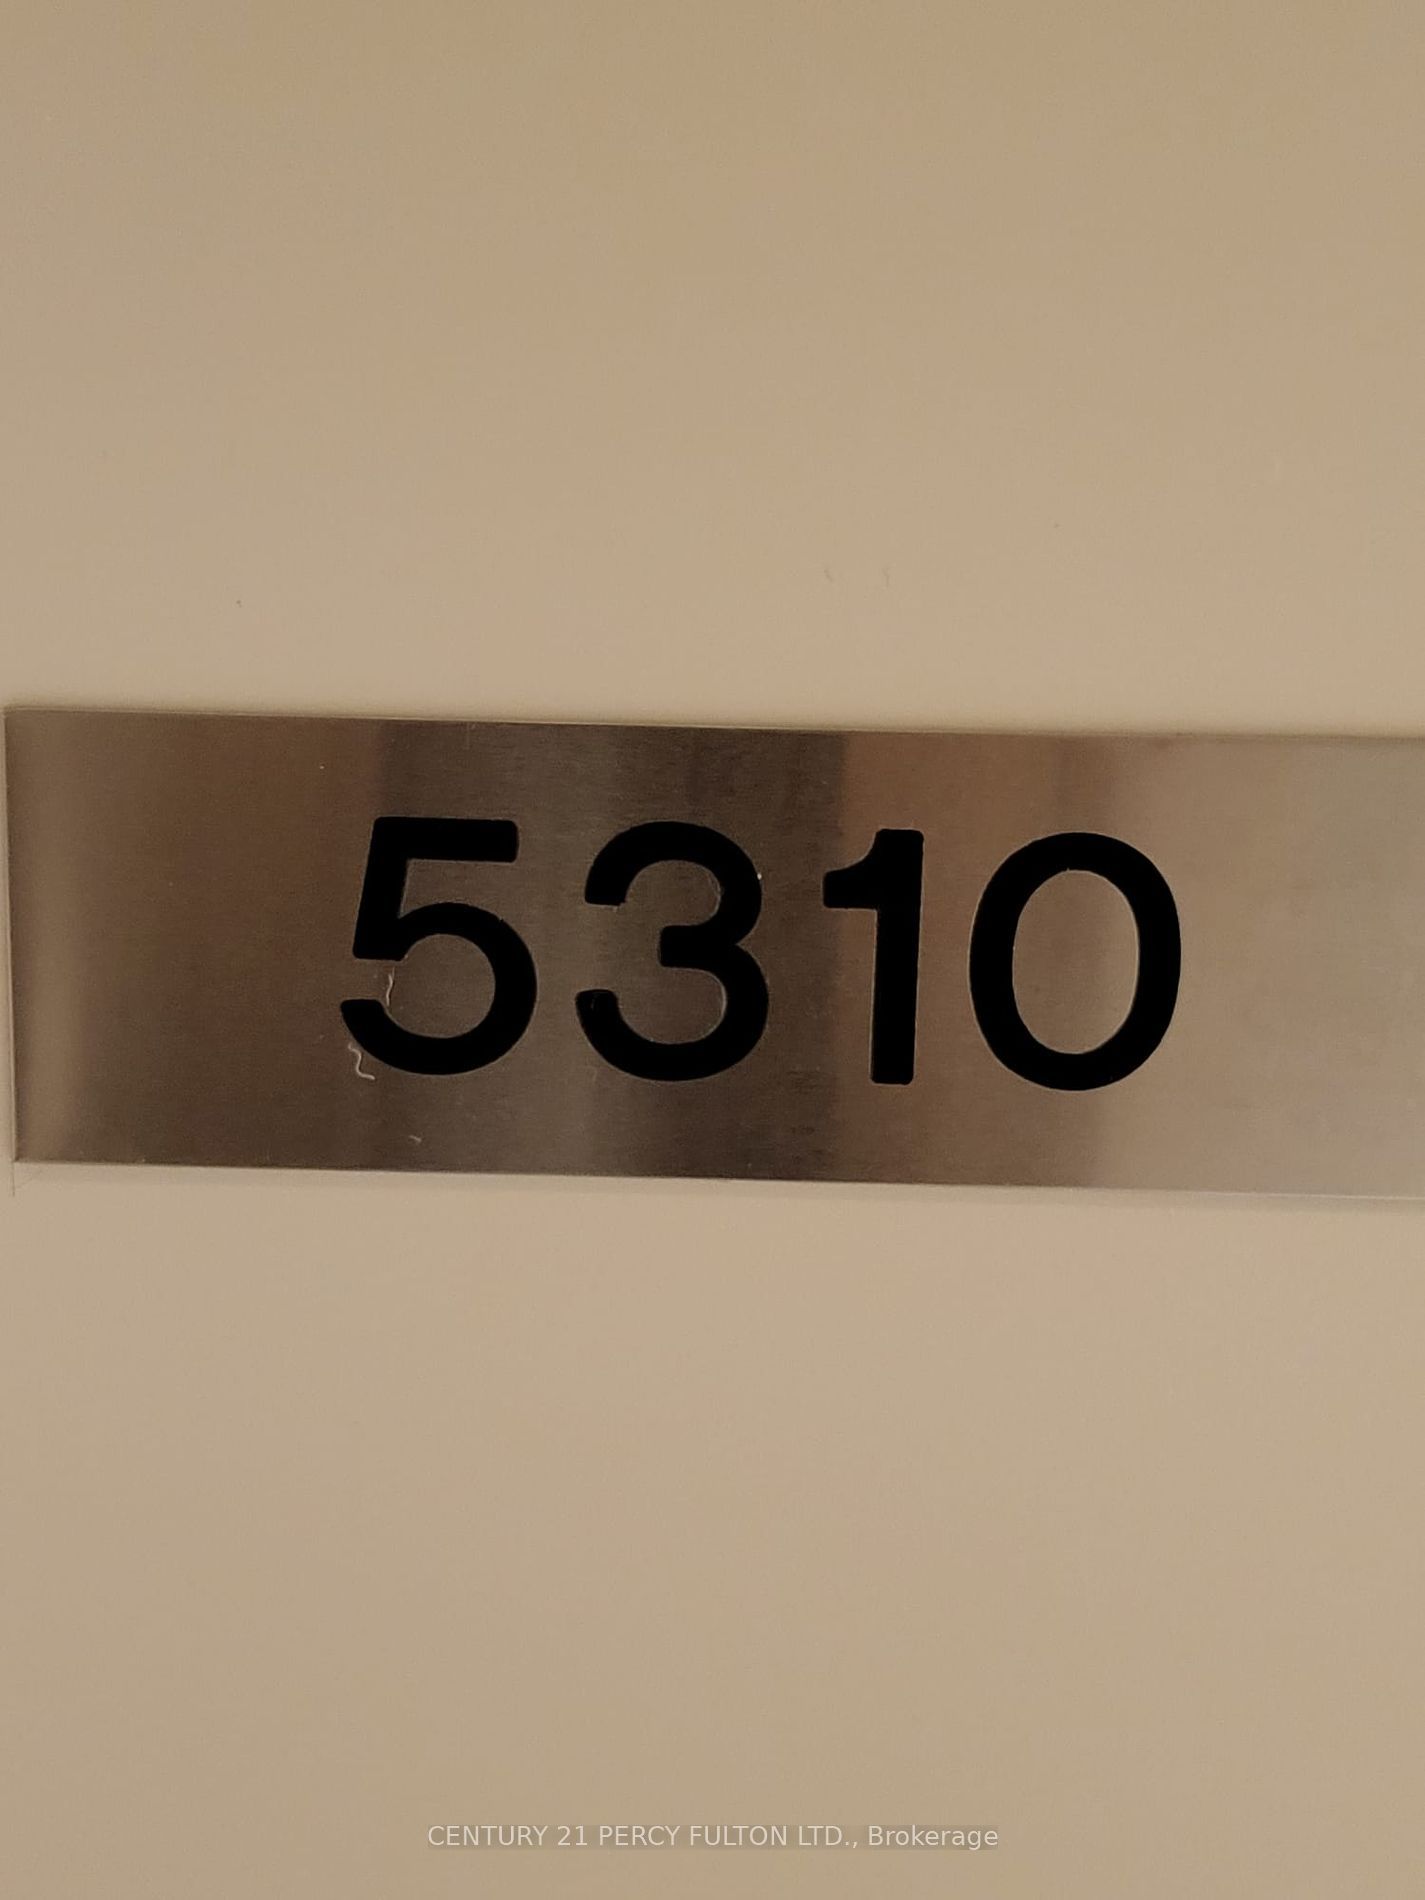 5310
CENTURY 21 PERCY FULTON LTD., Brokerage